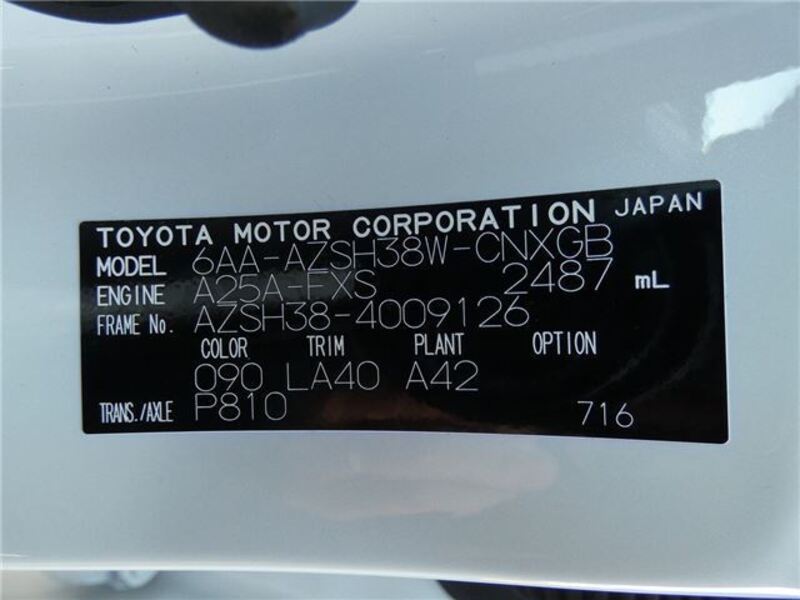 TOYOTA MOTOR CORPORATION JAPAN
MODEL 6AA-AZSH38W-CNXGB
ENGINE A25A-FXS 2487 mL
FRAME No. AZSH38-4009126
COLOR TRIM PLANT OPTION
090 LA40 A42
TRANS./AXLE P810 716